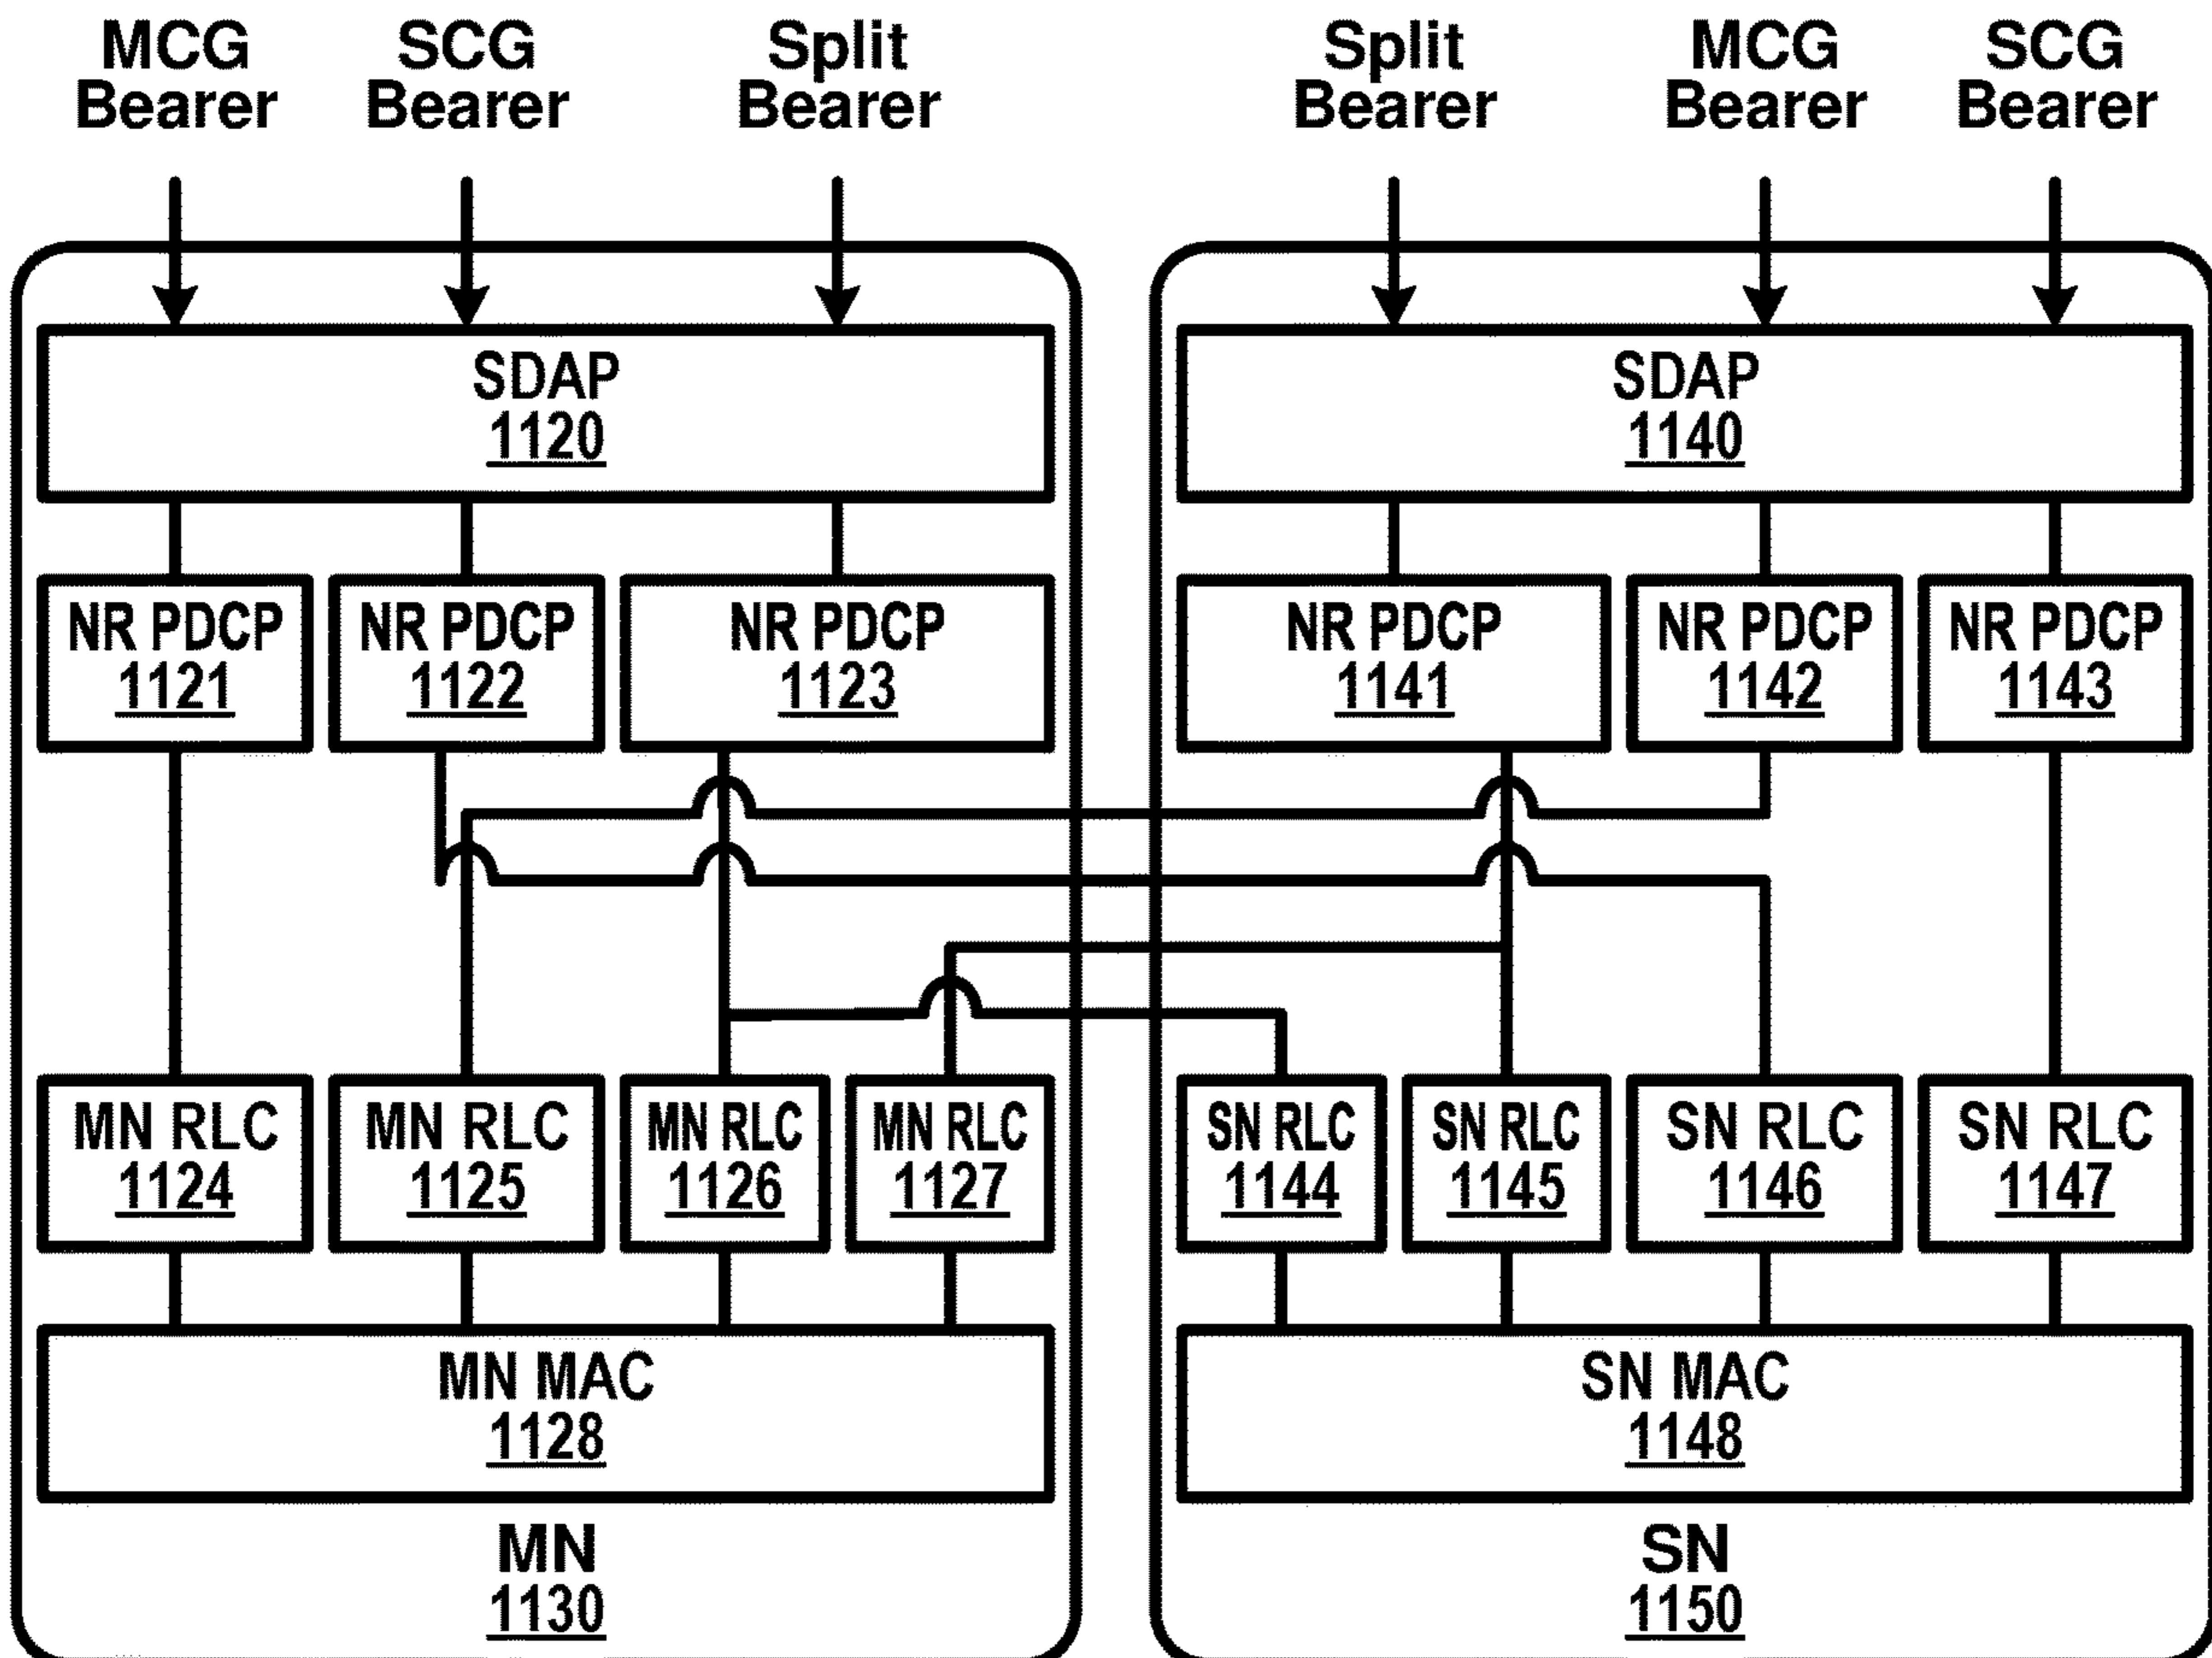 MCG
Bearer
SCG
Bearer
Split
Bearer
Split
Bearer
MCG
Bearer
SCG
Bearer
SDAP
1120
SDAP
1140
NR PDCP
1121
NR PDCP
1122
NR PDCP
1123
NR PDCP
1141
NR PDCP
1142
NR PDCP
1143
MN RLC
1124
MN RLC
1125
MN RLC
1126
MN RLC
1127
SN RLC
1144
SN RLC
1145
SN RLC
1146
SN RLC
1147
MN MAC
1128
SN MAC
1148
MN
1130
SN
1150